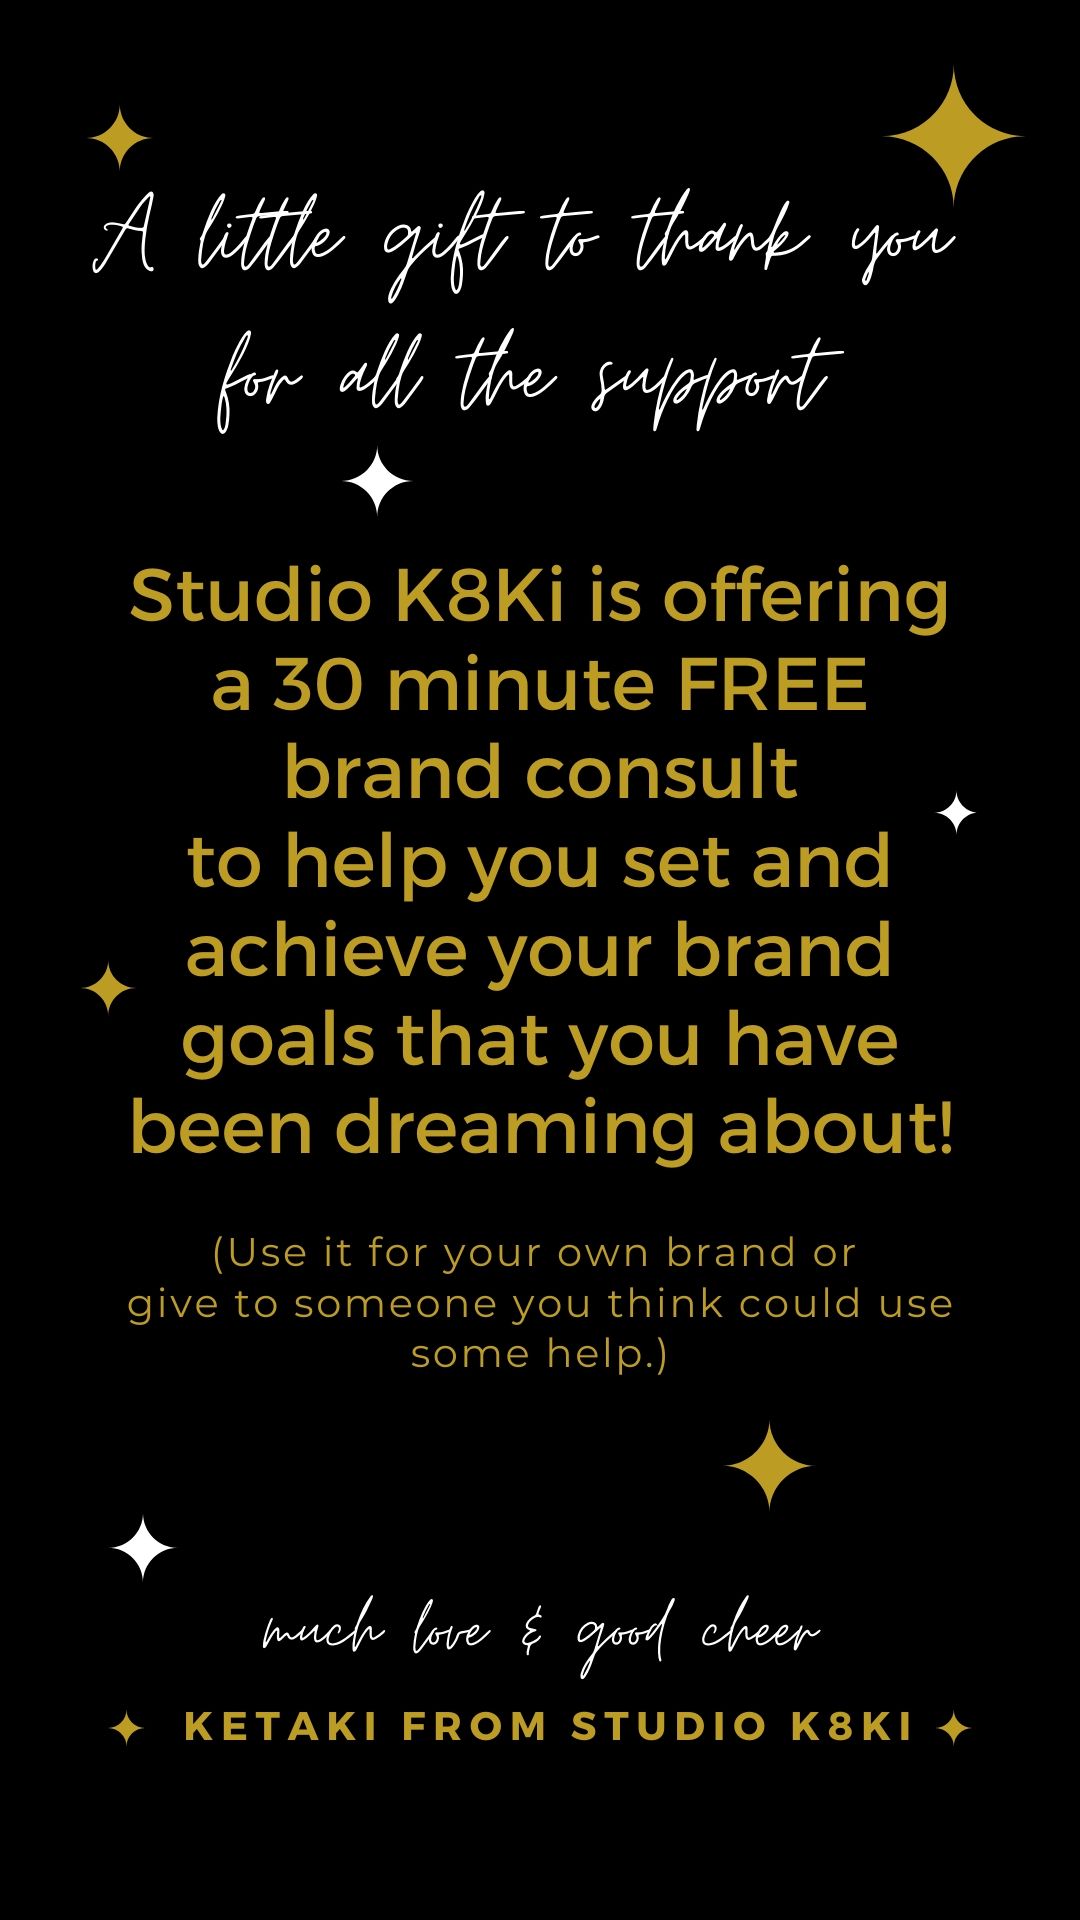 A little gift to thank you
for all the support
Studio K8Ki is offering
a 30 minute FREE
brand consult
to help you set and
achieve your brand
goals that you have
been dreaming about!
(Use it for your own brand or
give to someone you think could use
some help.)
much love & good cheer
KETAKI FROM STUDIO K8KI